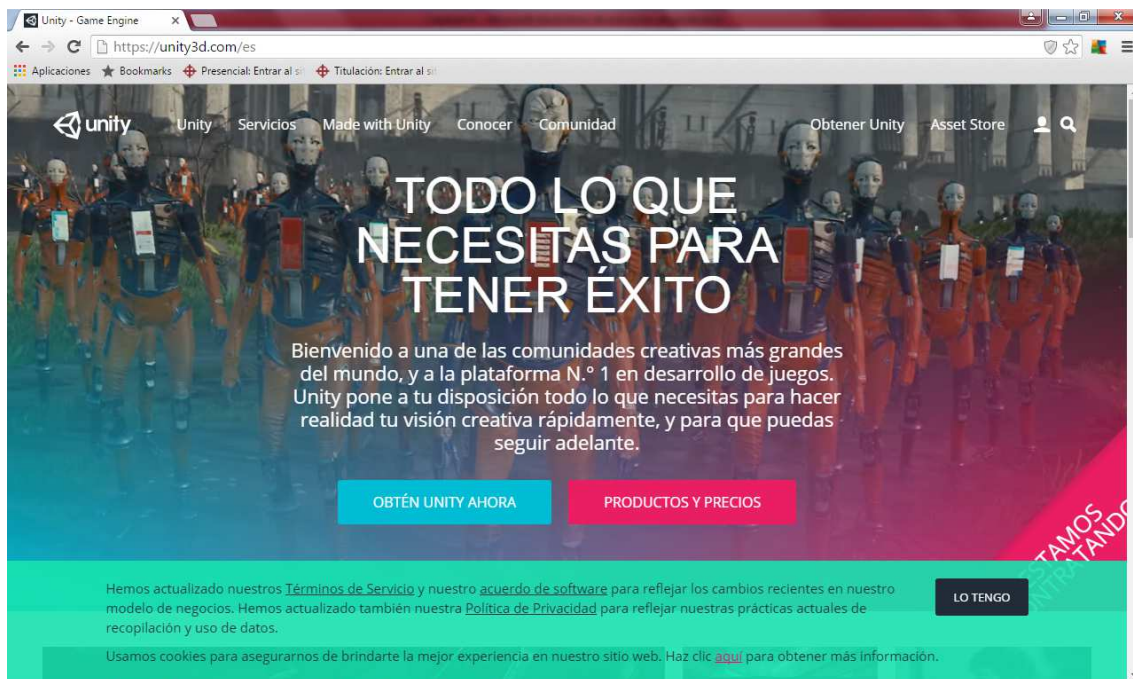 Unity - Game Engine
https://unity3d.com/es
Aplicaciones Bookmarks Presencial: Entrar al si Titulación: Entrar al si
unity Unity Servicios Made with Unity Conocer Comunidad Obtener Unity Asset Store
TODO LO QUE
NECESITAS PARA
TENER ÉXITO
Bienvenido a una de las comunidades creativas más grandes
del mundo, y a la plataforma N.º 1 en desarrollo de juegos.
Unity pone a tu disposición todo lo que necesitas para hacer
realidad tu visión creativa rápidamente, y para que puedas
seguir adelante.
OBTÉN UNITY AHORA PRODUCTOS Y PRECIOS
Hemos actualizado nuestros Términos de Servicio y nuestro acuerdo de software para reflejar los cambios recientes en nuestro
modelo de negocios. Hemos actualizado también nuestra Política de Privacidad para reflejar nuestras prácticas actuales de
recopilación y uso de datos.
LO TENGO
Usamos cookies para asegurarnos de brindarte la mejor experiencia en nuestro sitio web. Haz clic aquí para obtener más información.